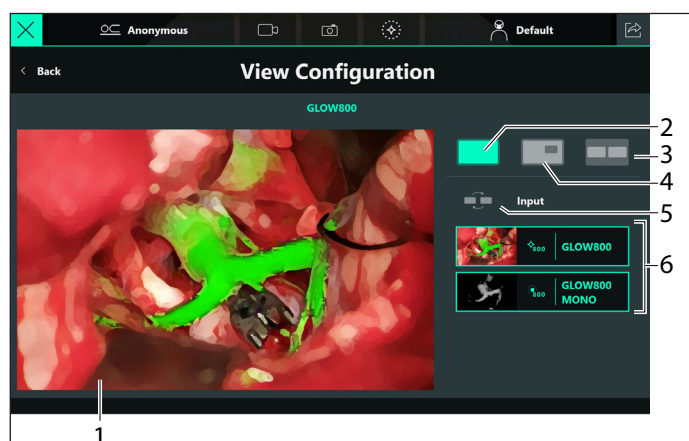 Anonymous
Default
Back
View Configuration
GLOW800
2
3
4
Input
5
800
GLOW800
6
800
GLOW800
MONO
1